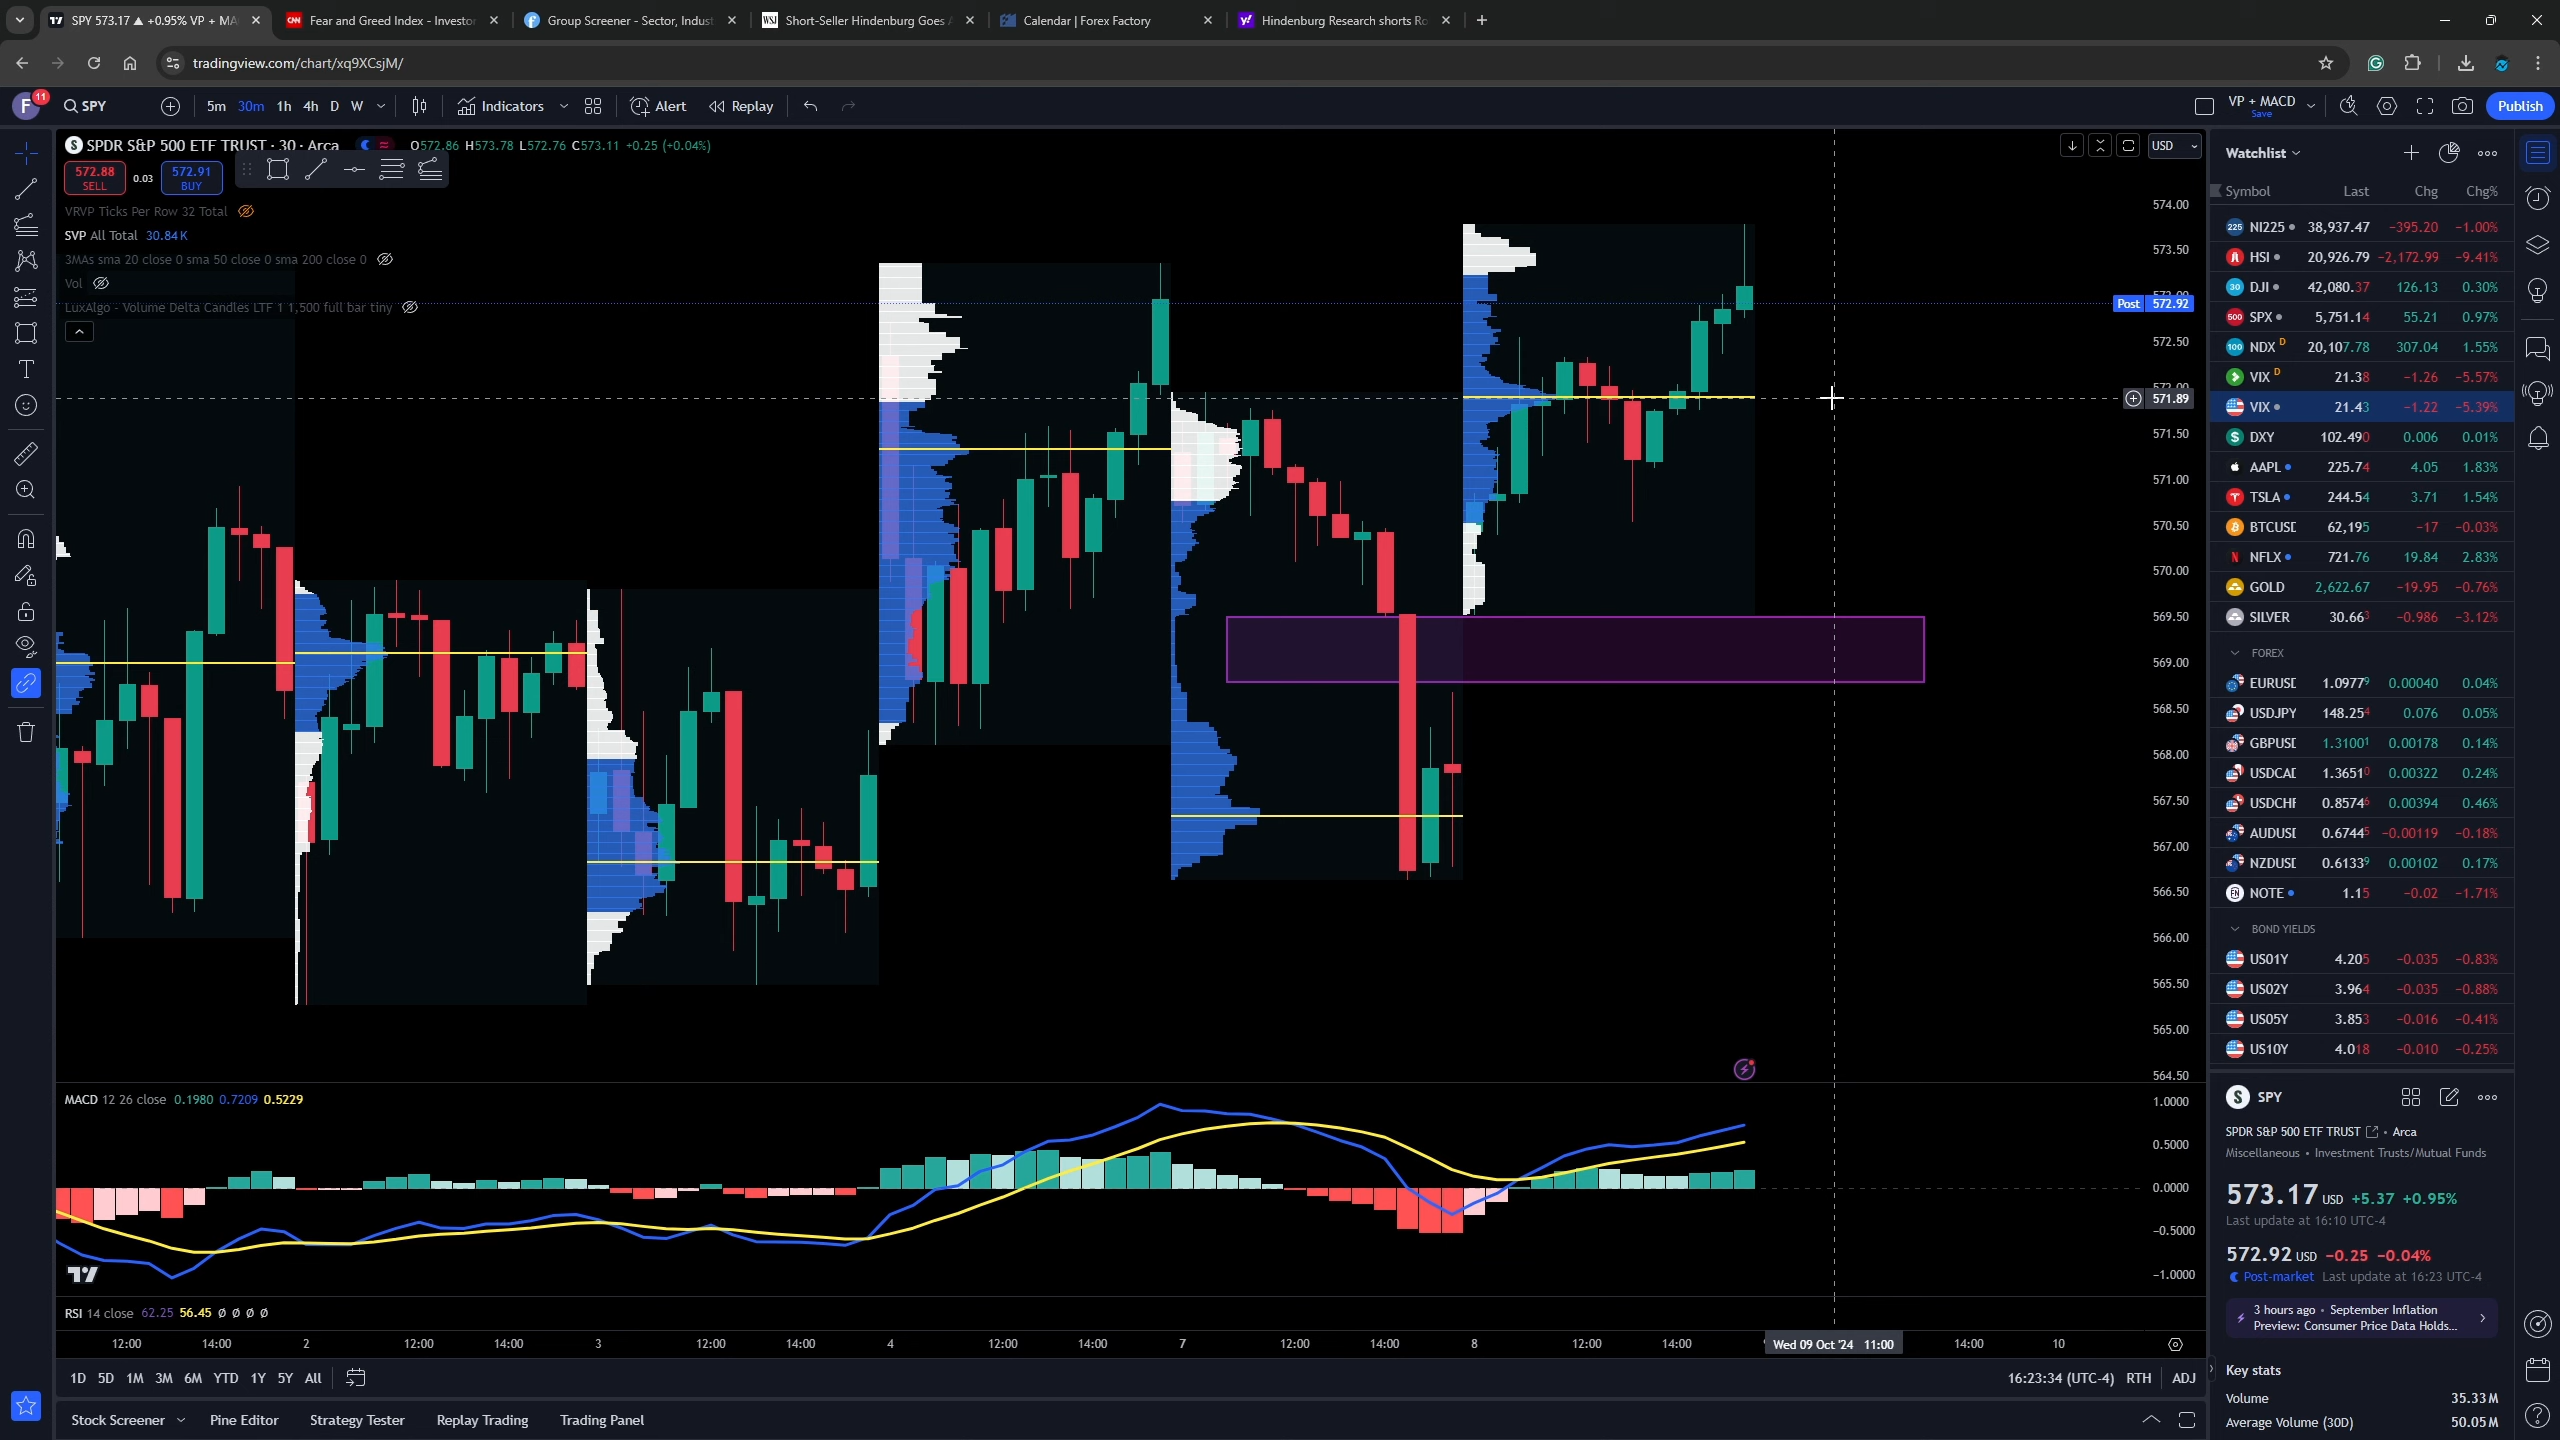 SPY 573.17 ▲ +0.95% VP + MA
Fear and Greed Index - Investor
Group Screener - Sector, Indust
WSJ Short-Seller Hindenburg Goes A
Calendar | Forex Factory
Hindenburg Research shorts Ro
tradingview.com/chart/xq9XCsjM/
F 11 SPY 5m 30m 1h 4h D W Indicators Alert Replay VP + MACD Save Publish
SPDR S&P 500 ETF TRUST · 30 · Arca O572.86 H573.78 L572.76 C573.11 +0.25 (+0.04%)
572.88 SELL 0.03 572.91 BUY
VRVP Ticks Per Row 32 Total
SVP All Total 30.84K
3MAs sma 20 close 0 sma 50 close 0 sma 200 close 0
Vol
LuxAlgo - Volume Delta Candles LTF 1 1,500 full bar tiny
USD
574.00
573.50
Post 572.92
572.50
572.00
571.89
571.50
571.00
570.50
570.00
569.50
569.00
568.50
568.00
567.50
567.00
566.50
566.00
565.50
565.00
564.50
MACD 12 26 close 0.1980 0.7209 0.5229
1.0000
0.5000
0.0000
−0.5000
−1.0000
RSI 14 close 62.25 56.45 ∅ ∅ ∅ ∅
12:00 14:00 2 12:00 14:00 3 12:00 14:00 4 12:00 14:00 7 12:00 14:00 8 12:00 14:00 Wed 09 Oct '24 11:00 14:00 10
1D 5D 1M 3M 6M YTD 1Y 5Y All
16:23:34 (UTC-4) RTH ADJ
Stock Screener Pine Editor Strategy Tester Replay Trading Trading Panel
Watchlist
Symbol Last Chg Chg%
NI225 38,937.47 −395.20 −1.00%
HSI 20,926.79 −2,172.99 −9.41%
DJI 42,080.37 126.13 0.30%
SPX 5,751.14 55.21 0.97%
NDX D 20,107.78 307.04 1.55%
VIX D 21.38 −1.26 −5.57%
VIX 21.43 −1.22 −5.39%
DXY 102.490 0.006 0.01%
AAPL 225.74 4.05 1.83%
TSLA 244.54 3.71 1.54%
BTCUSD 62,195 −17 −0.03%
NFLX 721.76 19.84 2.83%
GOLD 2,622.67 −19.95 −0.76%
SILVER 30.663 −0.986 −3.12%
FOREX
EURUSD 1.09779 0.00040 0.04%
USDJPY 148.254 0.076 0.05%
GBPUSD 1.31001 0.00178 0.14%
USDCAD 1.36510 0.00322 0.24%
USDCHF 0.85746 0.00394 0.46%
AUDUSD 0.67445 −0.00119 −0.18%
NZDUSD 0.61339 0.00102 0.17%
NOTE 1.15 −0.02 −1.71%
BOND YIELDS
US01Y 4.205 −0.035 −0.83%
US02Y 3.964 −0.035 −0.88%
US05Y 3.853 −0.016 −0.41%
US10Y 4.018 −0.010 −0.25%
SPY
SPDR S&P 500 ETF TRUST • Arca
Miscellaneous • Investment Trusts/Mutual Funds
573.17 USD +5.37 +0.95%
Last update at 16:10 UTC-4
572.92 USD −0.25 −0.04%
Post-market Last update at 16:23 UTC-4
3 hours ago • September Inflation
Preview: Consumer Price Data Holds…
Key stats
Volume 35.33M
Average Volume (30D) 50.05M